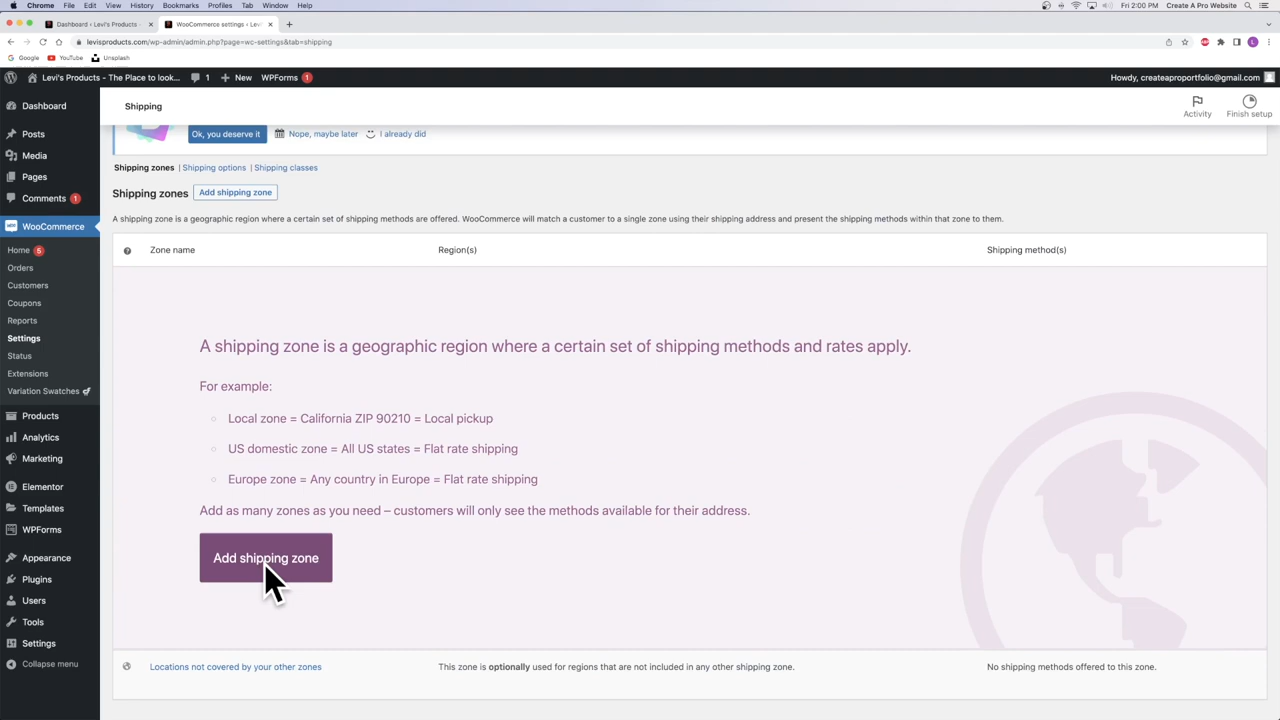 Chrome File Edit View History Bookmarks Profiles Tab Window Help Fri 2:00 PM Create A Pro Website
Dashboard ‹ Levi's Products - WooCommerce settings ‹ Levi
levisproducts.com/wp-admin/admin.php?page=wc-settings&tab=shipping
Google YouTube Unsplash
Levi's Products - The Place to look... 1 New WPForms 1 Howdy, createaproportfolio@gmail.com
Dashboard
Posts
Media
Pages
Comments 1
WooCommerce
Home 5
Orders
Customers
Coupons
Reports
Settings
Status
Extensions
Variation Swatches
Products
Analytics
Marketing
Elementor
Templates
WPForms
Appearance
Plugins
Users
Tools
Settings
Collapse menu
Shipping
Activity Finish setup
Ok, you deserve it Nope, maybe later I already did
Shipping zones | Shipping options | Shipping classes
Shipping zones Add shipping zone
A shipping zone is a geographic region where a certain set of shipping methods are offered. WooCommerce will match a customer to a single zone using their shipping address and present the shipping methods within that zone to them.
Zone name Region(s) Shipping method(s)
A shipping zone is a geographic region where a certain set of shipping methods and rates apply.
For example:
Local zone = California ZIP 90210 = Local pickup
US domestic zone = All US states = Flat rate shipping
Europe zone = Any country in Europe = Flat rate shipping
Add as many zones as you need – customers will only see the methods available for their address.
Add shipping zone
Locations not covered by your other zones This zone is optionally used for regions that are not included in any other shipping zone. No shipping methods offered to this zone.